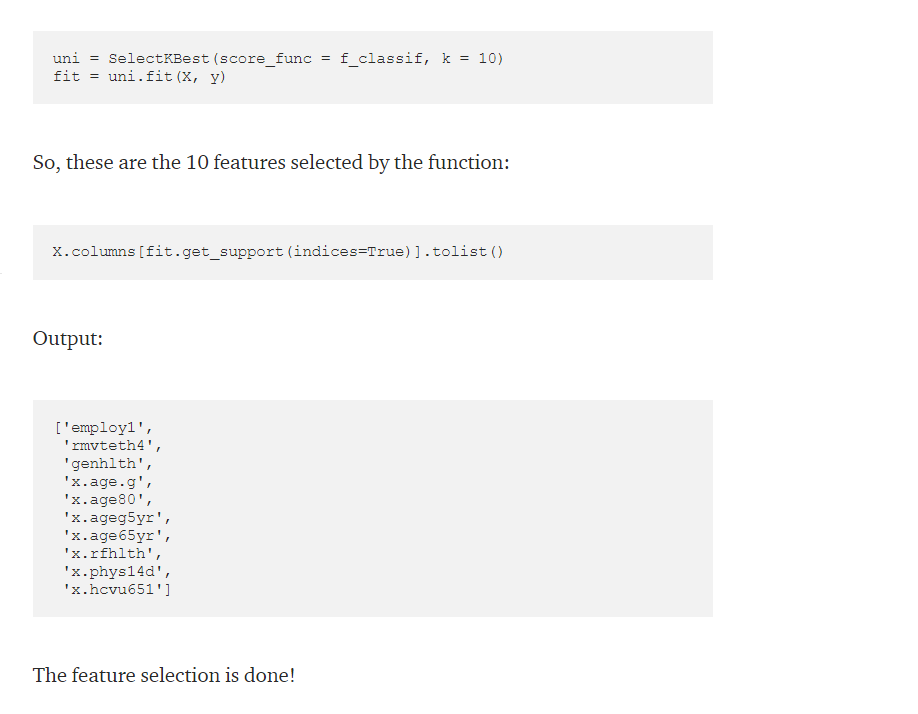 uni = SelectKBest(score_func = f_classif, k = 10)
fit = uni.fit(X, y)
So, these are the 10 features selected by the function:
X.columns[fit.get_support(indices=True)].tolist()
Output:
['employ1',
 'rmvteth4',
 'genhlth',
 'x.age.g',
 'x.age80',
 'x.ageg5yr',
 'x.age65yr',
 'x.rfhlth',
 'x.phys14d',
 'x.hcvu651']
The feature selection is done!